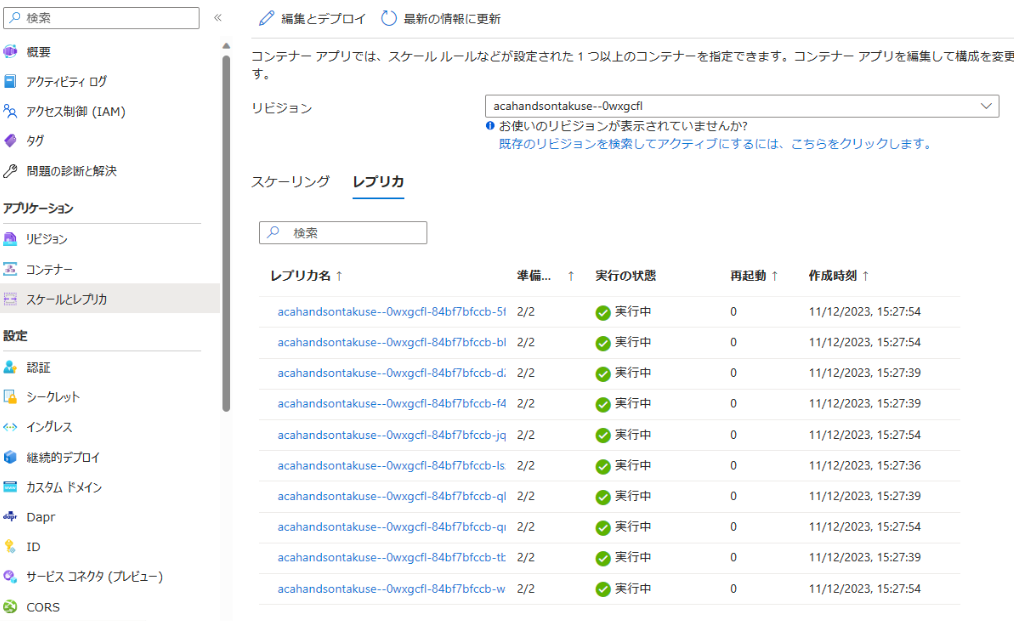 検索
«
概要
アクティビティ ログ
アクセス制御 (IAM)
タグ
問題の診断と解決
アプリケーション
リビジョン
コンテナー
スケールとレプリカ
設定
認証
シークレット
イングレス
継続的デプロイ
カスタム ドメイン
Dapr
ID
サービス コネクタ (プレビュー)
CORS
編集とデプロイ 最新の情報に更新
コンテナー アプリでは、スケール ルールなどが設定された 1 つ以上のコンテナーを指定できます。コンテナー アプリを編集して構成を変更
す。
リビジョン acahandsontakuse--0wxgcfl
お使いのリビジョンが表示されていませんか?
既存のリビジョンを検索してアクティブにするには、こちらをクリックします。
スケーリング レプリカ
検索
レプリカ名 ↑ 準備... ↑ 実行の状態 再起動 ↑ 作成時刻 ↑
acahandsontakuse--0wxgcfl-84bf7bfccb-5f 2/2 実行中 0 11/12/2023, 15:27:54
acahandsontakuse--0wxgcfl-84bf7bfccb-bl 2/2 実行中 0 11/12/2023, 15:27:54
acahandsontakuse--0wxgcfl-84bf7bfccb-d2 2/2 実行中 0 11/12/2023, 15:27:39
acahandsontakuse--0wxgcfl-84bf7bfccb-f4 2/2 実行中 0 11/12/2023, 15:27:39
acahandsontakuse--0wxgcfl-84bf7bfccb-jq 2/2 実行中 0 11/12/2023, 15:27:54
acahandsontakuse--0wxgcfl-84bf7bfccb-ls 2/2 実行中 0 11/12/2023, 15:27:36
acahandsontakuse--0wxgcfl-84bf7bfccb-ql 2/2 実行中 0 11/12/2023, 15:27:39
acahandsontakuse--0wxgcfl-84bf7bfccb-qı 2/2 実行中 0 11/12/2023, 15:27:54
acahandsontakuse--0wxgcfl-84bf7bfccb-tb 2/2 実行中 0 11/12/2023, 15:27:39
acahandsontakuse--0wxgcfl-84bf7bfccb-w 2/2 実行中 0 11/12/2023, 15:27:54